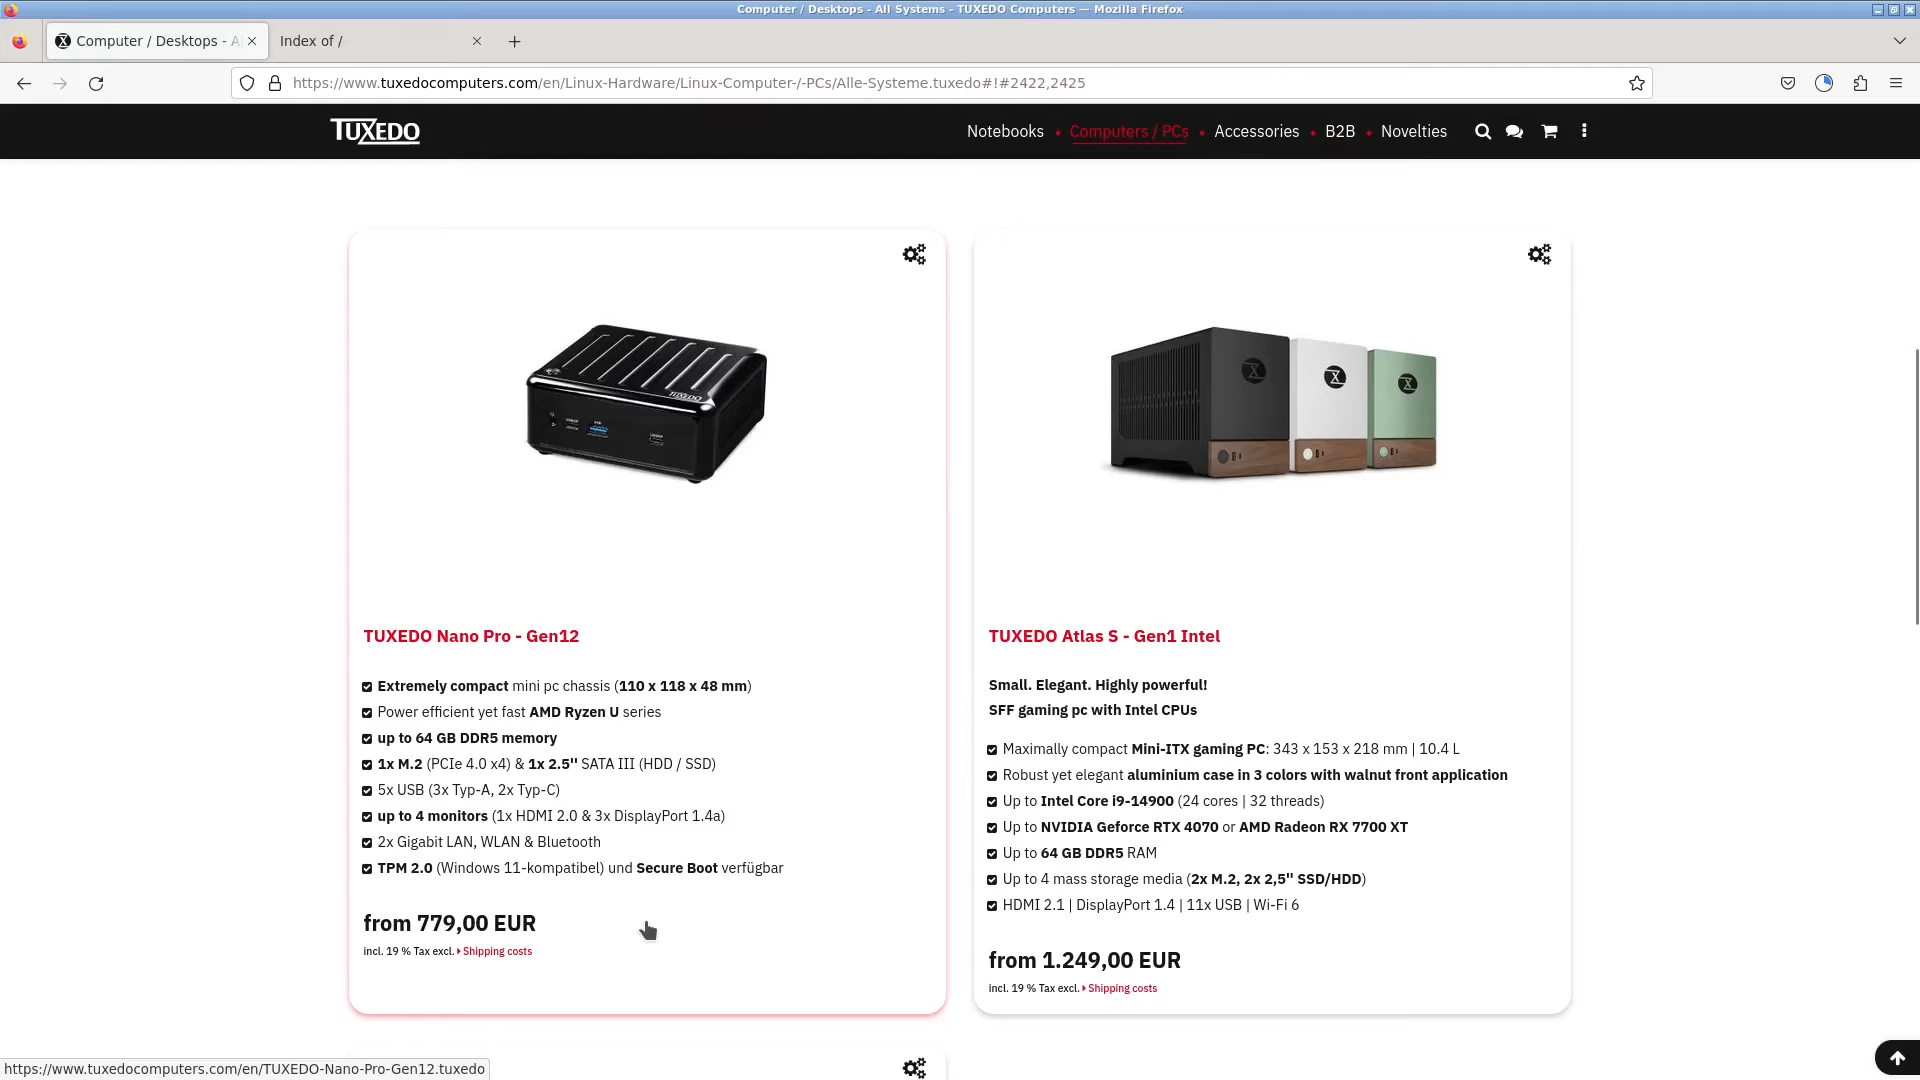 Computer / Desktops - All Systems - TUXEDO Computers — Mozilla Firefox
Computer / Desktops - A
Index of /
https://www.tuxedocomputers.com/en/Linux-Hardware/Linux-Computer-/-PCs/Alle-Systeme.tuxedo#!#2422,2425
TUXEDO
Notebooks • Computers / PCs • Accessories • B2B • Novelties
TUXEDO
TUXEDO Nano Pro - Gen12
Extremely compact mini pc chassis (110 x 118 x 48 mm)
Power efficient yet fast AMD Ryzen U series
up to 64 GB DDR5 memory
1x M.2 (PCIe 4.0 x4) & 1x 2.5" SATA III (HDD / SSD)
5x USB (3x Typ-A, 2x Typ-C)
up to 4 monitors (1x HDMI 2.0 & 3x DisplayPort 1.4a)
2x Gigabit LAN, WLAN & Bluetooth
TPM 2.0 (Windows 11-kompatibel) und Secure Boot verfügbar
from 779,00 EUR
incl. 19 % Tax excl. Shipping costs
TUXEDO Atlas S - Gen1 Intel
Small. Elegant. Highly powerful!
SFF gaming pc with Intel CPUs
Maximally compact Mini-ITX gaming PC: 343 x 153 x 218 mm | 10.4 L
Robust yet elegant aluminium case in 3 colors with walnut front application
Up to Intel Core i9-14900 (24 cores | 32 threads)
Up to NVIDIA Geforce RTX 4070 or AMD Radeon RX 7700 XT
Up to 64 GB DDR5 RAM
Up to 4 mass storage media (2x M.2, 2x 2,5" SSD/HDD)
HDMI 2.1 | DisplayPort 1.4 | 11x USB | Wi-Fi 6
from 1.249,00 EUR
incl. 19 % Tax excl. Shipping costs
https://www.tuxedocomputers.com/en/TUXEDO-Nano-Pro-Gen12.tuxedo